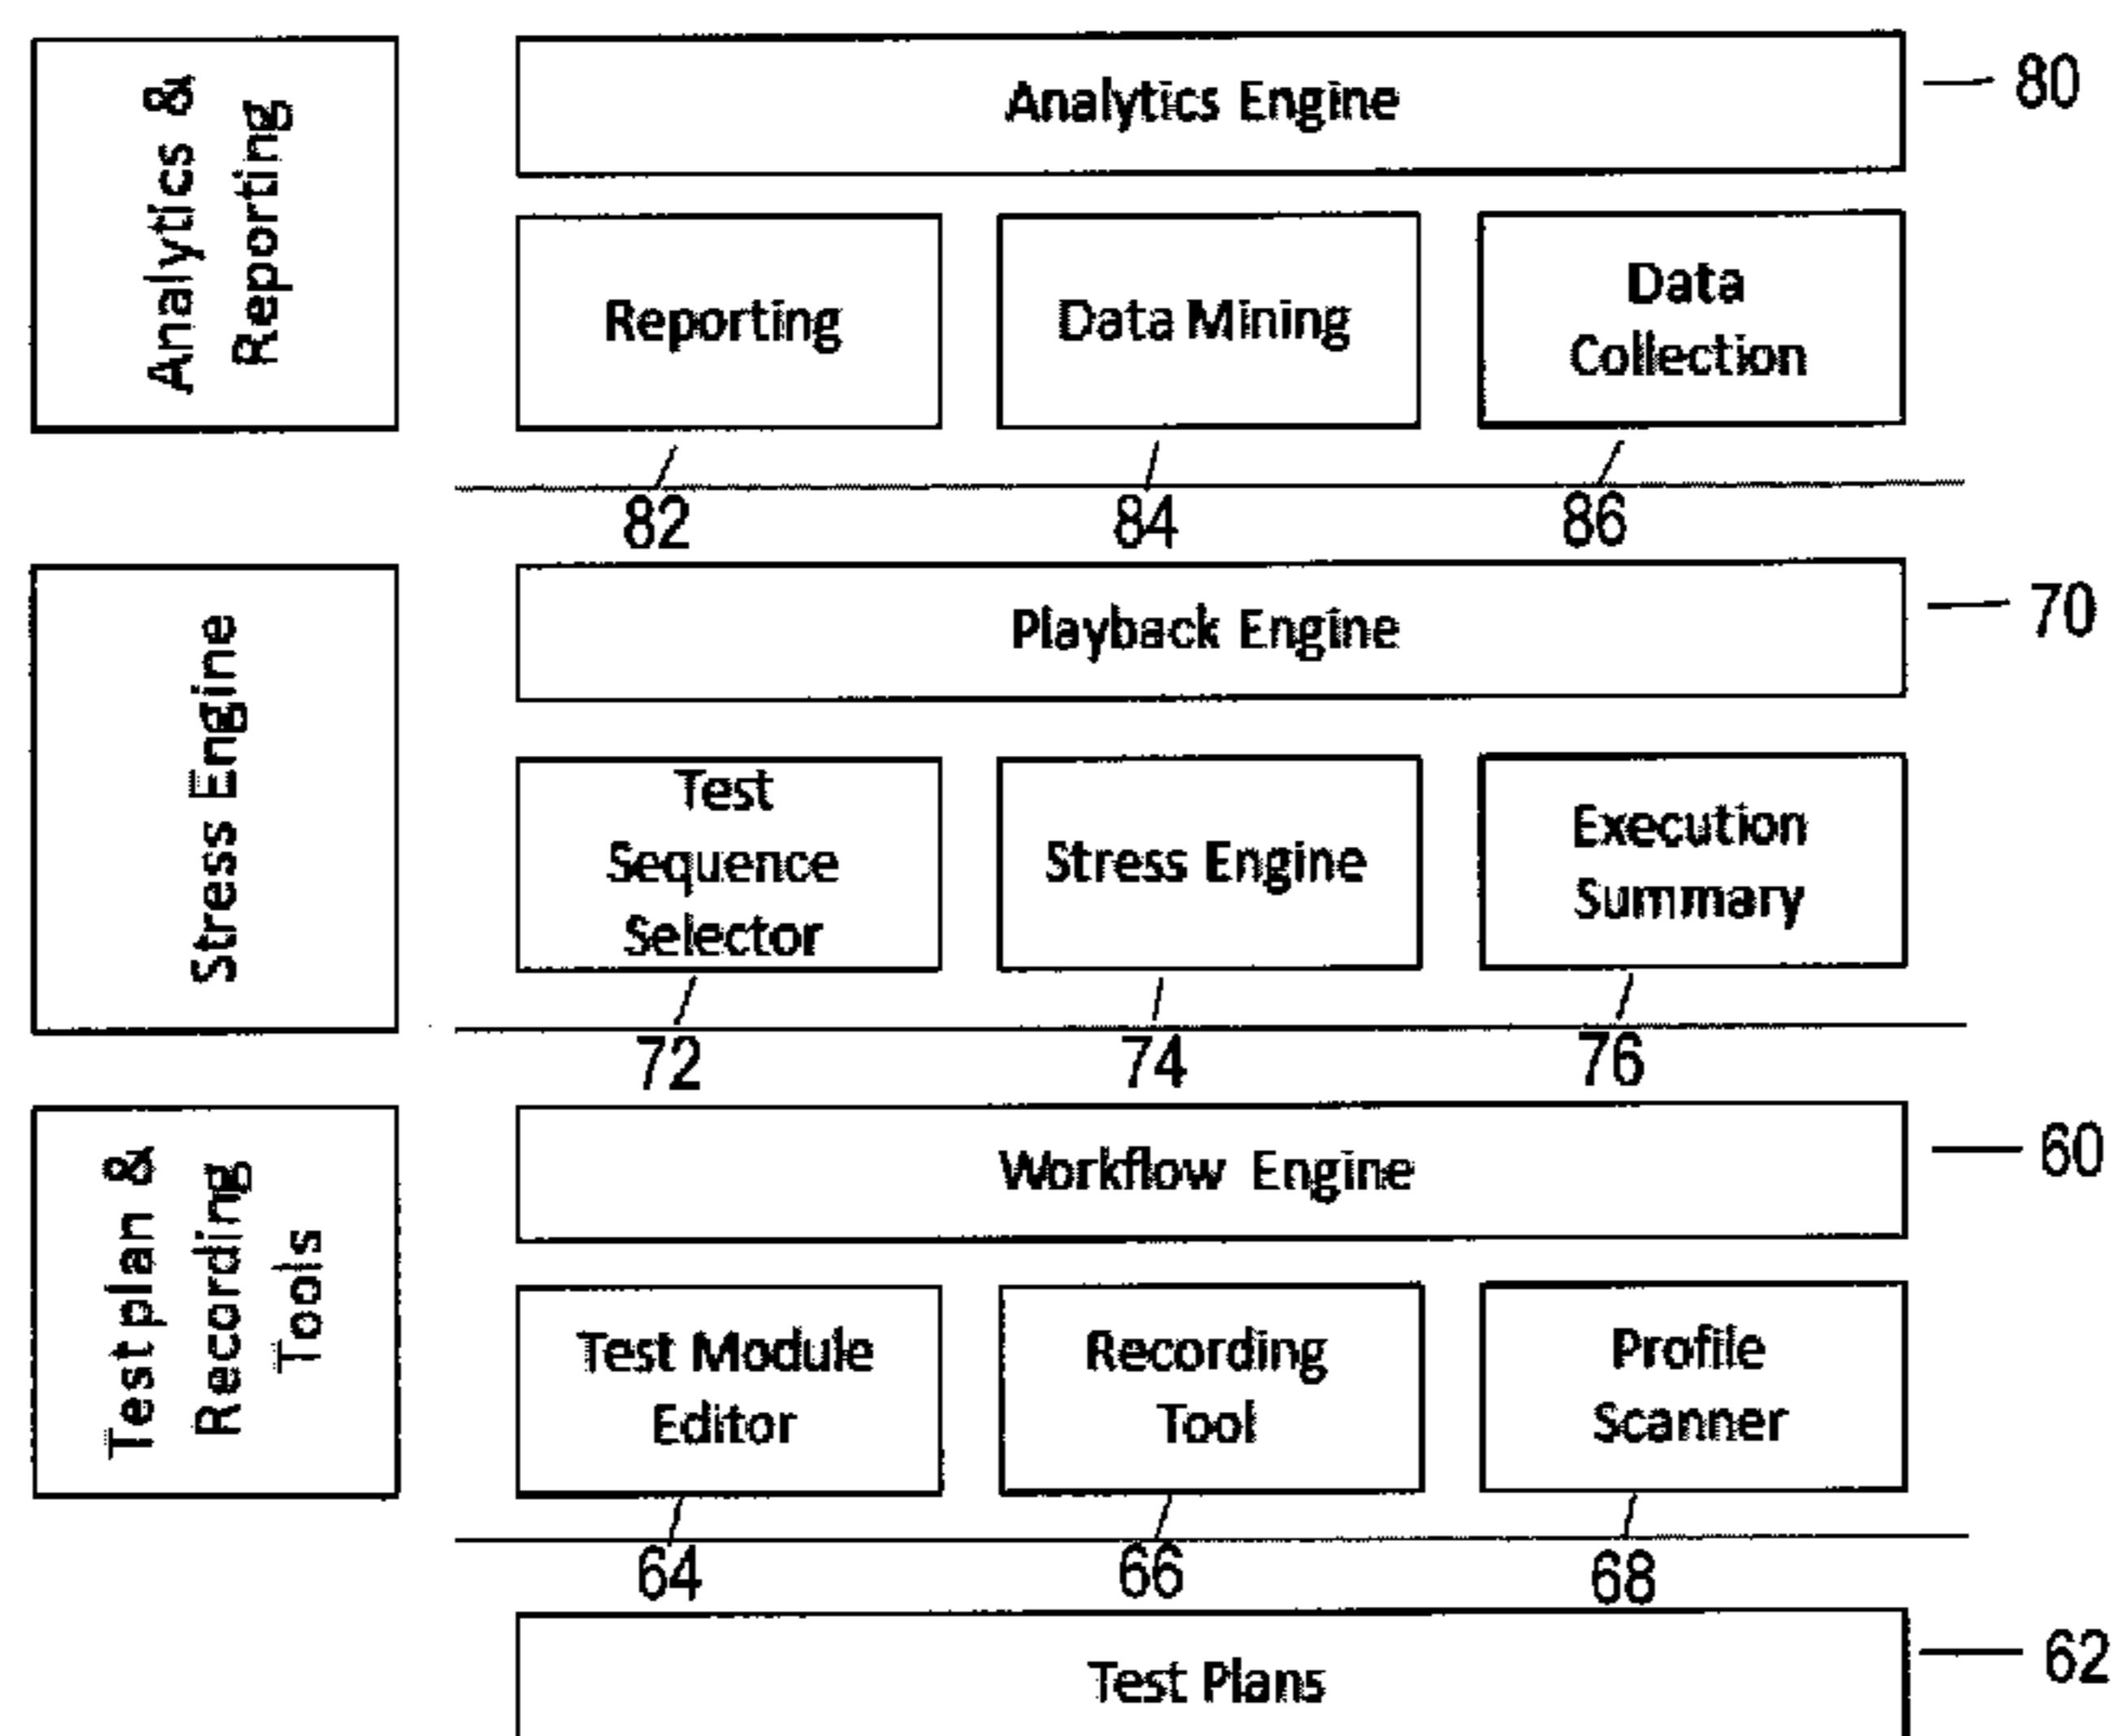 Analytics &
Reporting
Analytics Engine
80
Reporting
Data Mining
Data
Collection
82
84
86
Stress Engine
Playback Engine
70
Test
Sequence
Selector
Stress Engine
Execution
Summary
72
74
76
Testplan &
Recording
Tools
Workflow Engine
60
Test Module
Editor
Recording
Tool
Profile
Scanner
64
66
68
Test Plans
62